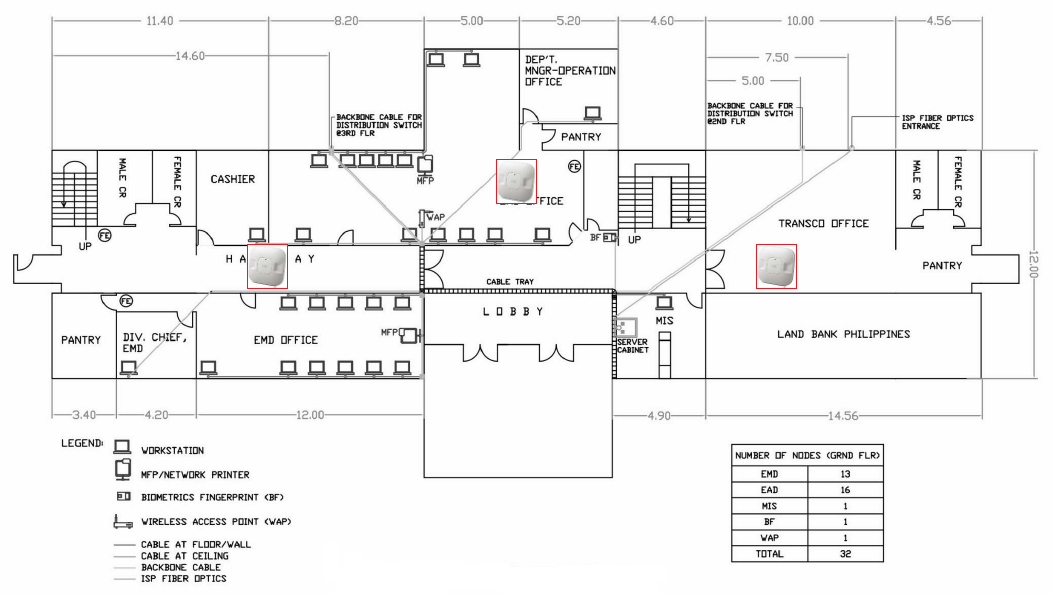 11.40
8.20
5.00
5.20
4.60
10.00
4.56
14.60
7.50
5.00
DEP'T.
MNGR-OPERATION
OFFICE
BACKBONE CABLE FOR
DISTRIBUTION SWITCH
@3RD FLR
BACKBONE CABLE FOR
DISTRIBUTION SWITCH
@2ND FLR
ISP FIBER OPTICS
ENTRANCE
PANTRY
MALE CR
FEMALE CR
CASHIER
MFP
FE
OFFICE
WAP
MALE CR
FEMALE CR
TRANSCO OFFICE
UP
FE
BF
UP
H A
A Y
PANTRY
12.00
CABLE TRAY
FE
LOBBY
MIS
PANTRY
DIV. CHIEF,
EMD
EMD OFFICE
MFP
SERVER
CABINET
LAND BANK PHILIPPINES
3.40
4.20
12.00
4.90
14.56
LEGEND:
WORKSTATION
MFP/NETWORK PRINTER
BIOMETRICS FINGERPRINT (BF)
WIRELESS ACCESS POINT (WAP)
CABLE AT FLOOR/WALL
CABLE AT CEILING
BACKBONE CABLE
ISP FIBER OPTICS
NUMBER OF NODES (GRND FLR)
EMD 13
EAD 16
MIS 1
BF 1
WAP 1
TOTAL 32